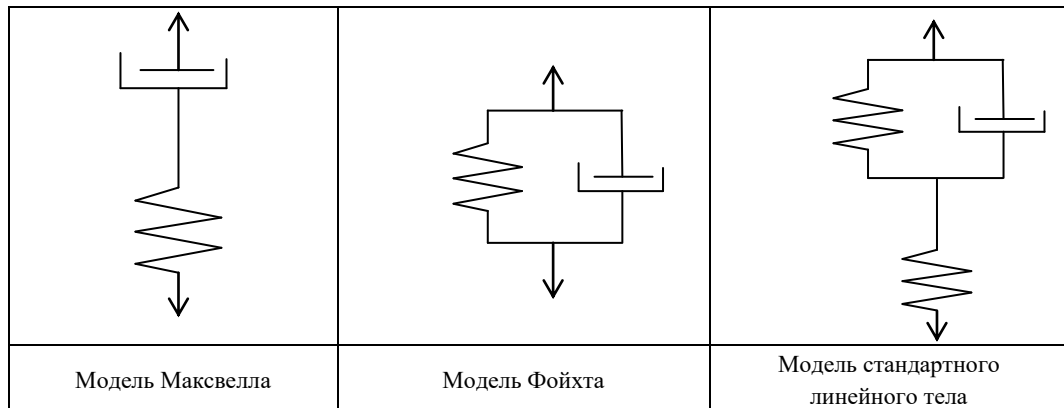 Модель Максвелла
Модель Фойхта
Модель стандартного
линейного тела